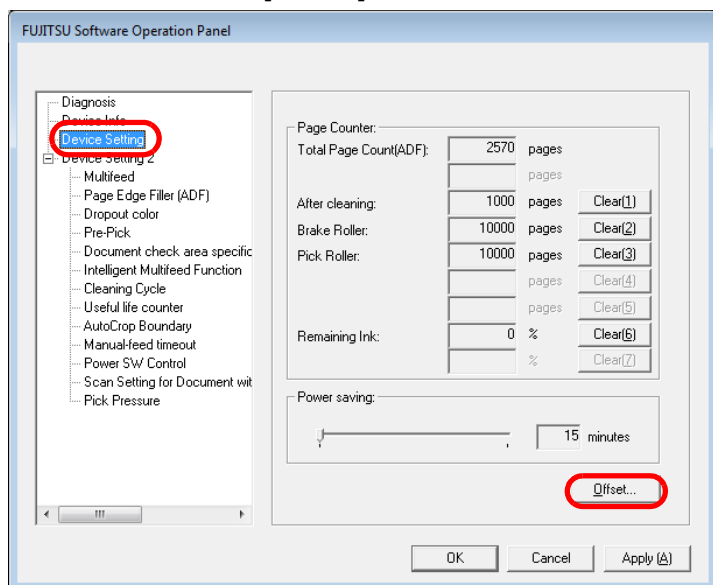 FUJITSU Software Operation Panel
Diagnosis
Device Info
Device Setting
Device Setting 2
Multifeed
Page Edge Filler (ADF)
Dropout color
Pre-Pick
Document check area specific
Intelligent Multifeed Function
Cleaning Cycle
Useful life counter
AutoCrop Boundary
Manual-feed timeout
Power SW Control
Scan Setting for Document wit
Pick Pressure
Page Counter:
Total Page Count(ADF): 2570 pages
pages
After cleaning: 1000 pages Clear(1)
Brake Roller: 10000 pages Clear(2)
Pick Roller: 10000 pages Clear(3)
pages Clear(4)
pages Clear(5)
Remaining Ink: 0 % Clear(6)
% Clear(7)
Power saving:
15 minutes
Offset...
OK Cancel Apply (A)